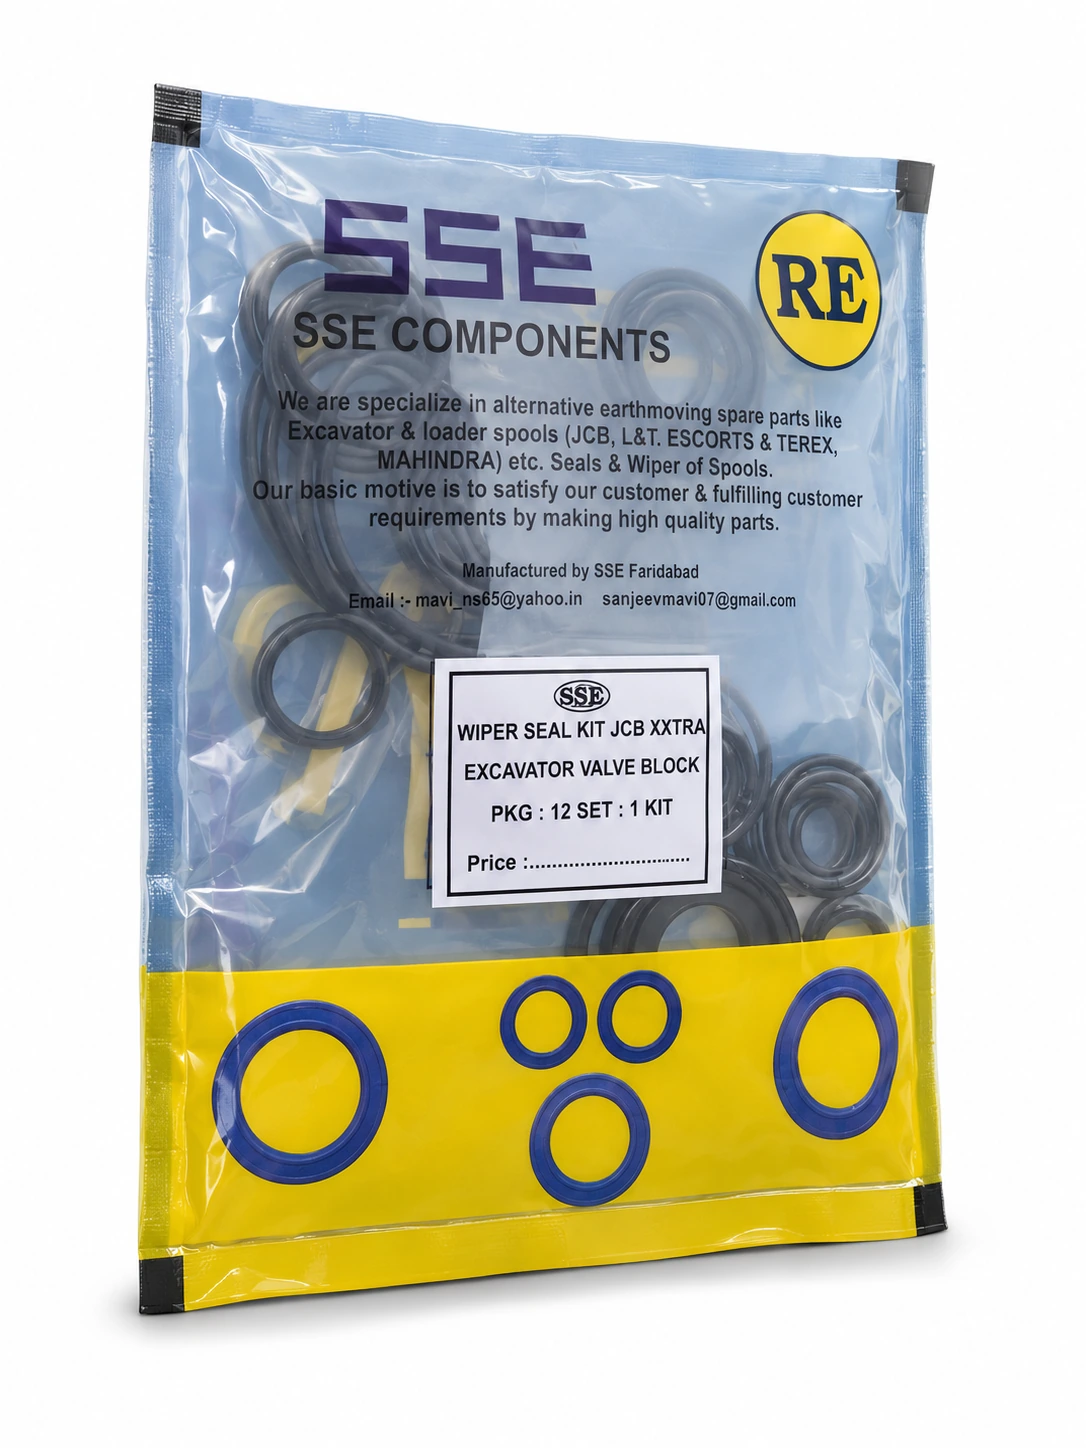 SSE
RE
SSE COMPONENTS
We are specialize in alternative earthmoving spare parts like
Excavator & loader spools (JCB, L&T. ESCORTS & TEREX,
MAHINDRA) etc. Seals & Wiper of Spools.
Our basic motive is to satisfy our customer & fulfilling customer
requirements by making high quality parts.
Manufactured by SSE Faridabad
Email :- mavi_ns65@yahoo.in sanjeevmavi07@gmail.com
SSE
WIPER SEAL KIT JCB XXTRA
EXCAVATOR VALVE BLOCK
PKG : 12 SET : 1 KIT
Price :............................